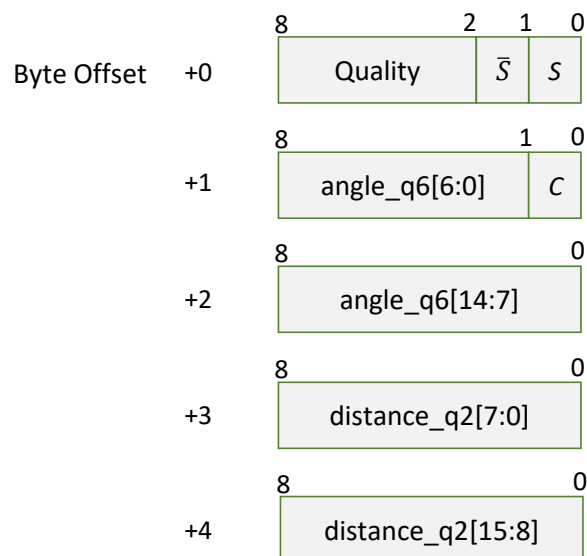 8 2 1 0
Byte Offset +0 Quality S̅ S
8 1 0
+1 angle_q6[6:0] C
8 0
+2 angle_q6[14:7]
8 0
+3 distance_q2[7:0]
8 0
+4 distance_q2[15:8]